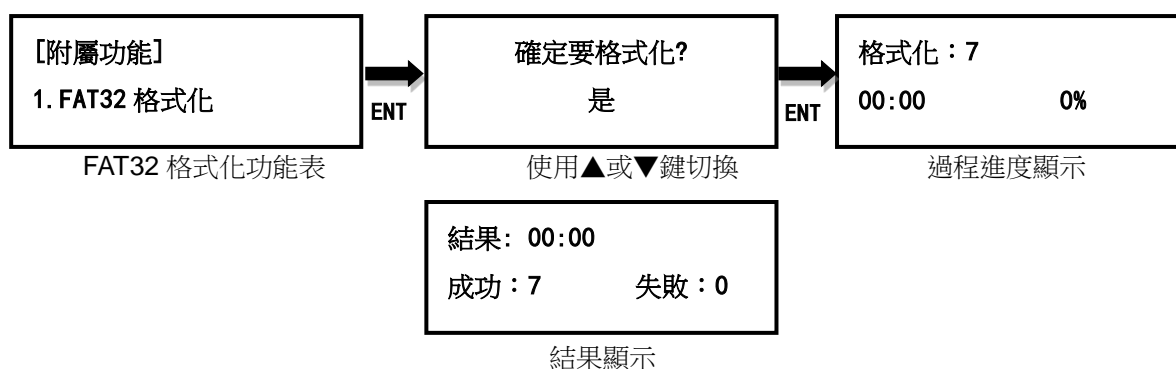 [附屬功能]
1.FAT32 格式化
FAT32 格式化功能表
ENT
確定要格式化?
是
使用▲或▼鍵切換
ENT
格式化：7
00:00 0%
過程進度顯示
結果: 00:00
成功：7 失敗：0
結果顯示